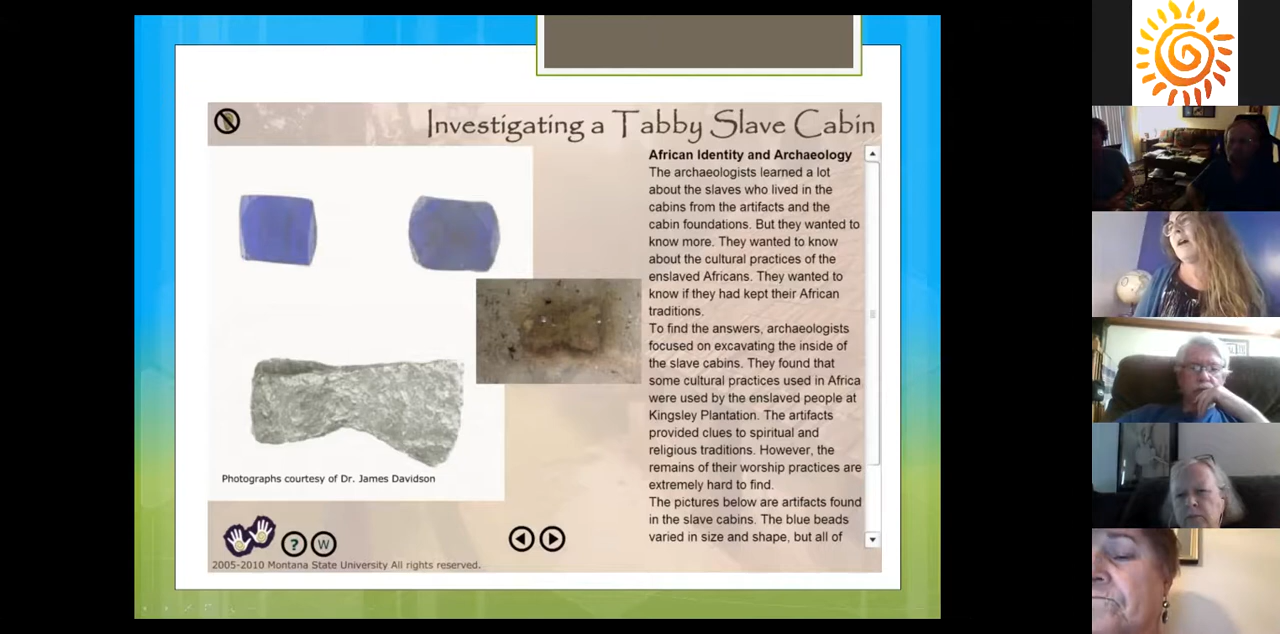 Investigating a Tabby Slave Cabin
African Identity and Archaeology
The archaeologists learned a lot
about the slaves who lived in the
cabins from the artifacts and the
cabin foundations. But they wanted to
know more. They wanted to know
about the cultural practices of the
enslaved Africans. They wanted to
know if they had kept their African
traditions.
To find the answers, archaeologists
focused on excavating the inside of
the slave cabins. They found that
some cultural practices used in Africa
were used by the enslaved people at
Kingsley Plantation. The artifacts
provided clues to spiritual and
religious traditions. However, the
remains of their worship practices are
extremely hard to find.
The pictures below are artifacts found
in the slave cabins. The blue beads
varied in size and shape, but all of
Photographs courtesy of Dr. James Davidson
? W
2005-2010 Montana State University All rights reserved.